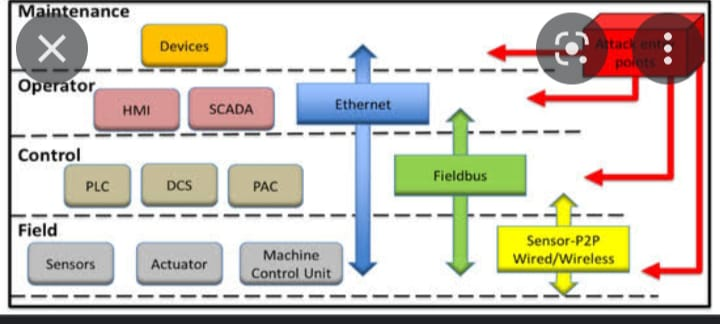 Maintenance
Devices
Attack
points
Operator
HMI
SCADA
Ethernet
Control
PLC
DCS
PAC
Fieldbus
Field
Sensors
Actuator
Machine
Control Unit
Sensor-P2P
Wired/Wireless